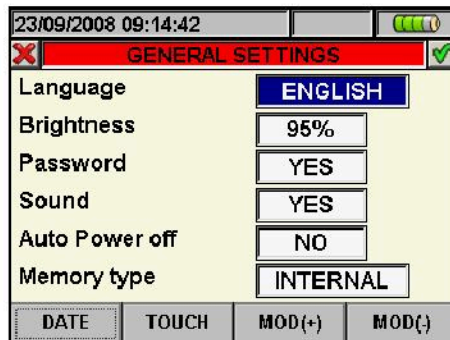 23/09/2008 09:14:42
GENERAL SETTINGS
Language ENGLISH
Brightness 95%
Password YES
Sound YES
Auto Power off NO
Memory type INTERNAL
DATE TOUCH MOD(+) MOD(-)